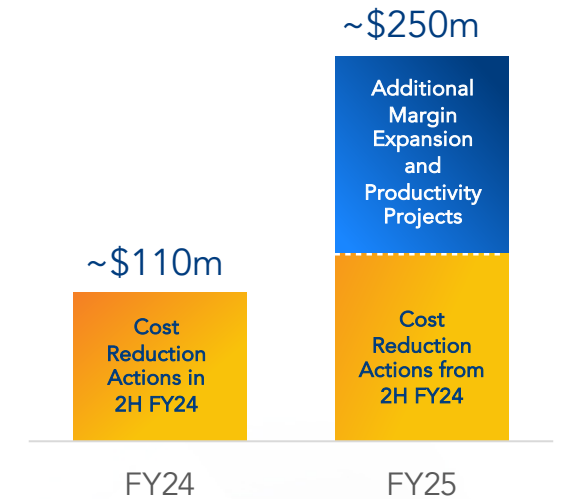 ~$250m
Additional
Margin
Expansion
and
Productivity
Projects
~$110m
Cost
Reduction
Actions in
2H FY24
Cost
Reduction
Actions from
2H FY24
FY24
FY25